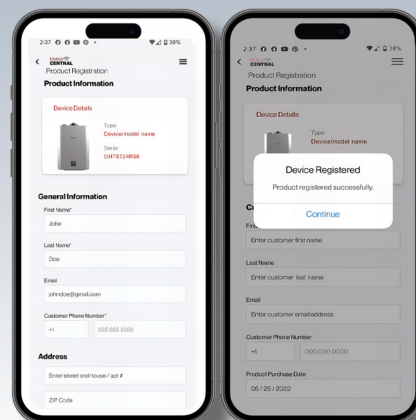 2:37
38%
CENTRAL
Product Registration
Product Information
Device Details
Type:
Device/model name
Serial:
General Information
First Name*
John
Last Name*
Doe
Email
johndoe@gmail.com
Customer Phone Number*
+1
555 555 5555
Address
Enter street and house / apt #
ZIP Code
2:37
38%
CENTRAL
Product Registration
Product Information
Device Details
Type:
Device/model name
Device Registered
Product registered successfully.
Continue
Enter customer first name
Last Name
Enter customer last name
Email
Enter customer email address
Customer Phone Number
+1
000 000 0000
Product Purchase Date
05 / 25 / 2022